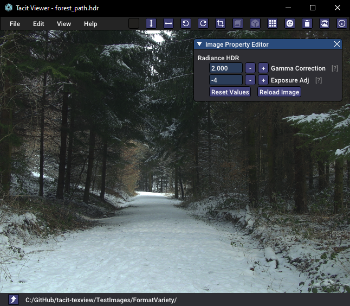 Tacit Viewer - forest_path.hdr
File Edit View Help
Image Property Editor
Radiance HDR
2.000 - + Gamma Correction [?]
-4 - + Exposure Adj [?]
Reset Values Reload Image
C:/GitHub/tacit-texview/TestImages/FormatVariety/